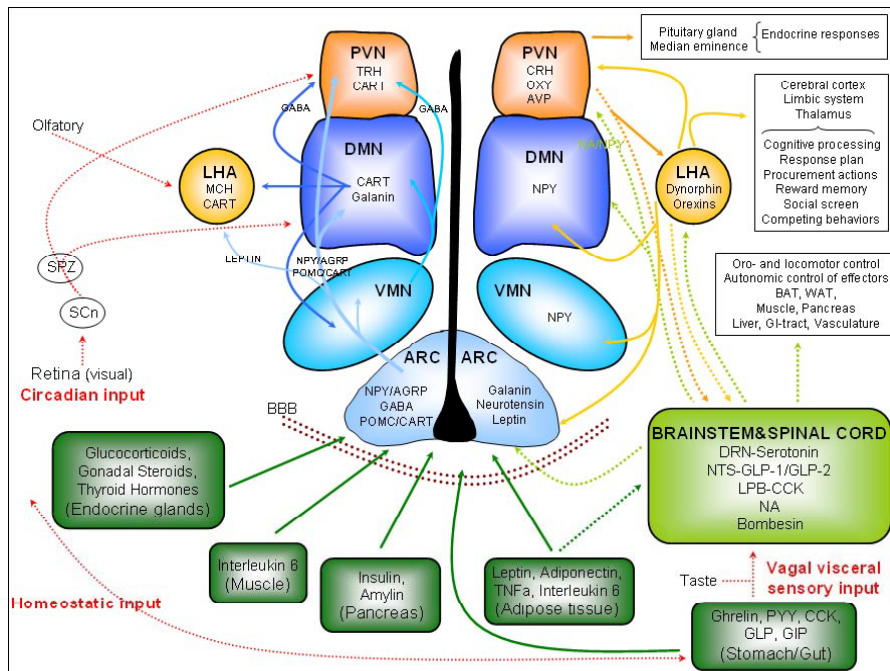 PVN
TRH
CART
PVN
CRH
OXY
AVP
Pituitary gland
Median eminence
Endocrine responses
GABA
GABA
Olfatory
LHA
MCH
CART
DMN
CART
Galanin
DMN
NPY
NA/NPY
LHA
Dynorphin
Orexins
Cerebral cortex
Limbic system
Thalamus
Cognitive processing
Response plan
Procurement actions
Reward memory
Social screen
Competing behaviors
LEPTIN
NPY/AGRP
POMC/CART
SPZ
SCn
Retina (visual)
Circadian input
VMN
VMN
NPY
Oro- and locomotor control
Autonomic control of effectors
BAT, WAT,
Muscle, Pancreas
Liver, GI-tract, Vasculature
ARC
ARC
NPY/AGRP
GABA
POMC/CART
Galanin
Neurotensin
Leptin
BBB
BRAINSTEM&SPINAL CORD
DRN-Serotonin
NTS-GLP-1/GLP-2
LPB-CCK
NA
Bombesin
Glucocorticoids,
Gonadal Steroids,
Thyroid Hormones
(Endocrine glands)
Interleukin 6
(Muscle)
Insulin,
Amylin
(Pancreas)
Leptin, Adiponectin,
TNFa, Interleukin 6
(Adipose tissue)
Taste
Vagal visceral
sensory input
Homeostatic input
Ghrelin, PYY, CCK,
GLP, GIP
(Stomach/Gut)